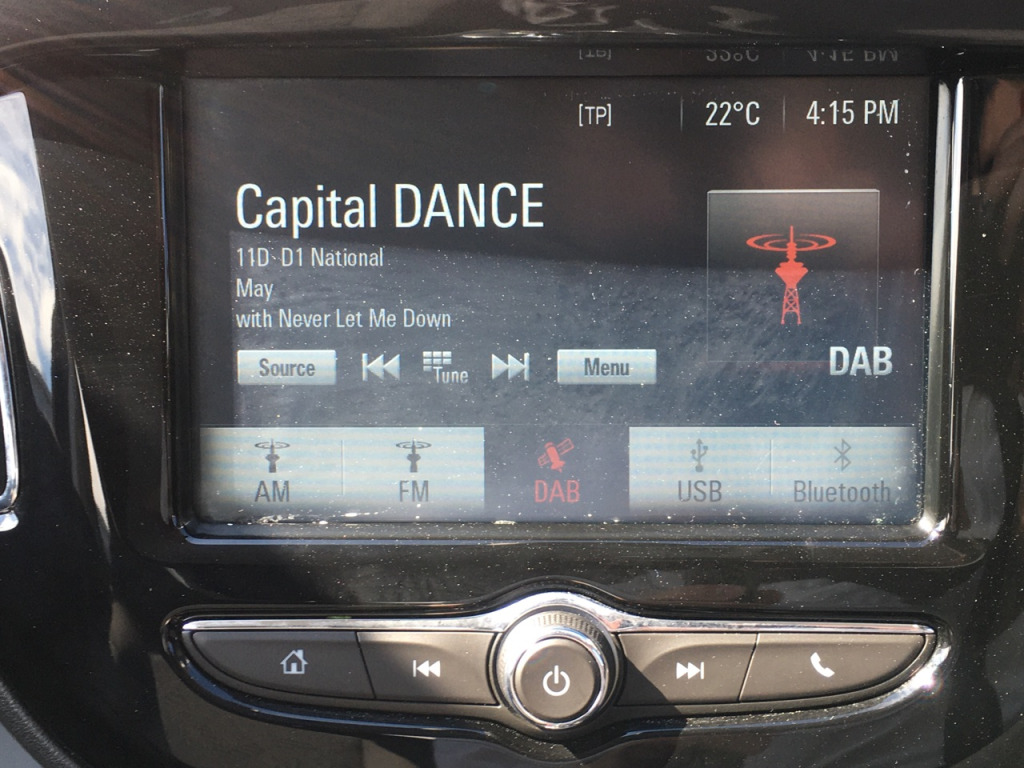 [TP] 22°C 4:15 PM
Capital DANCE
11D D1 National
May
with Never Let Me Down
Source Tune Menu
DAB
AM FM DAB USB Bluetooth